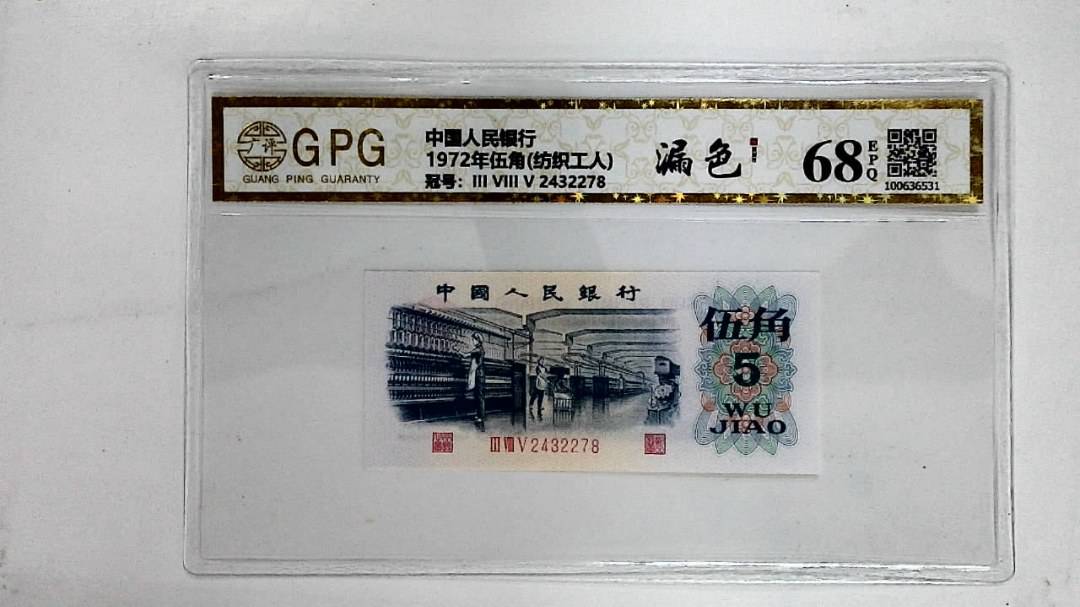 广评
GPG
GUANG PING GUARANTY
中国人民银行
1972年伍角(纺织工人)
冠号: III VIII V 2432278
漏色
68
EPQ
100636531
中國人民銀行
伍角
5
WU
JIAO
III VIII V 2432278